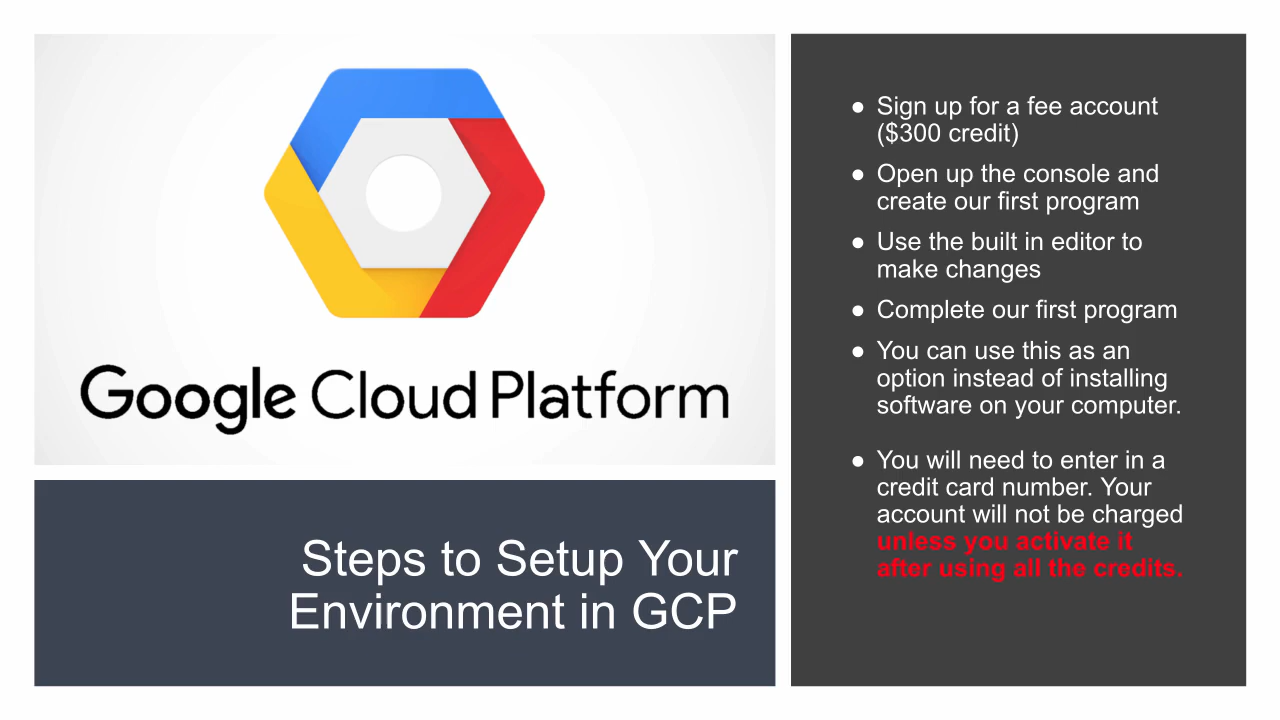 Google Cloud Platform
Steps to Setup Your
Environment in GCP
● Sign up for a fee account
($300 credit)
● Open up the console and
create our first program
● Use the built in editor to
make changes
● Complete our first program
● You can use this as an
option instead of installing
software on your computer.
● You will need to enter in a
credit card number. Your
account will not be charged
unless you activate it
after using all the credits.